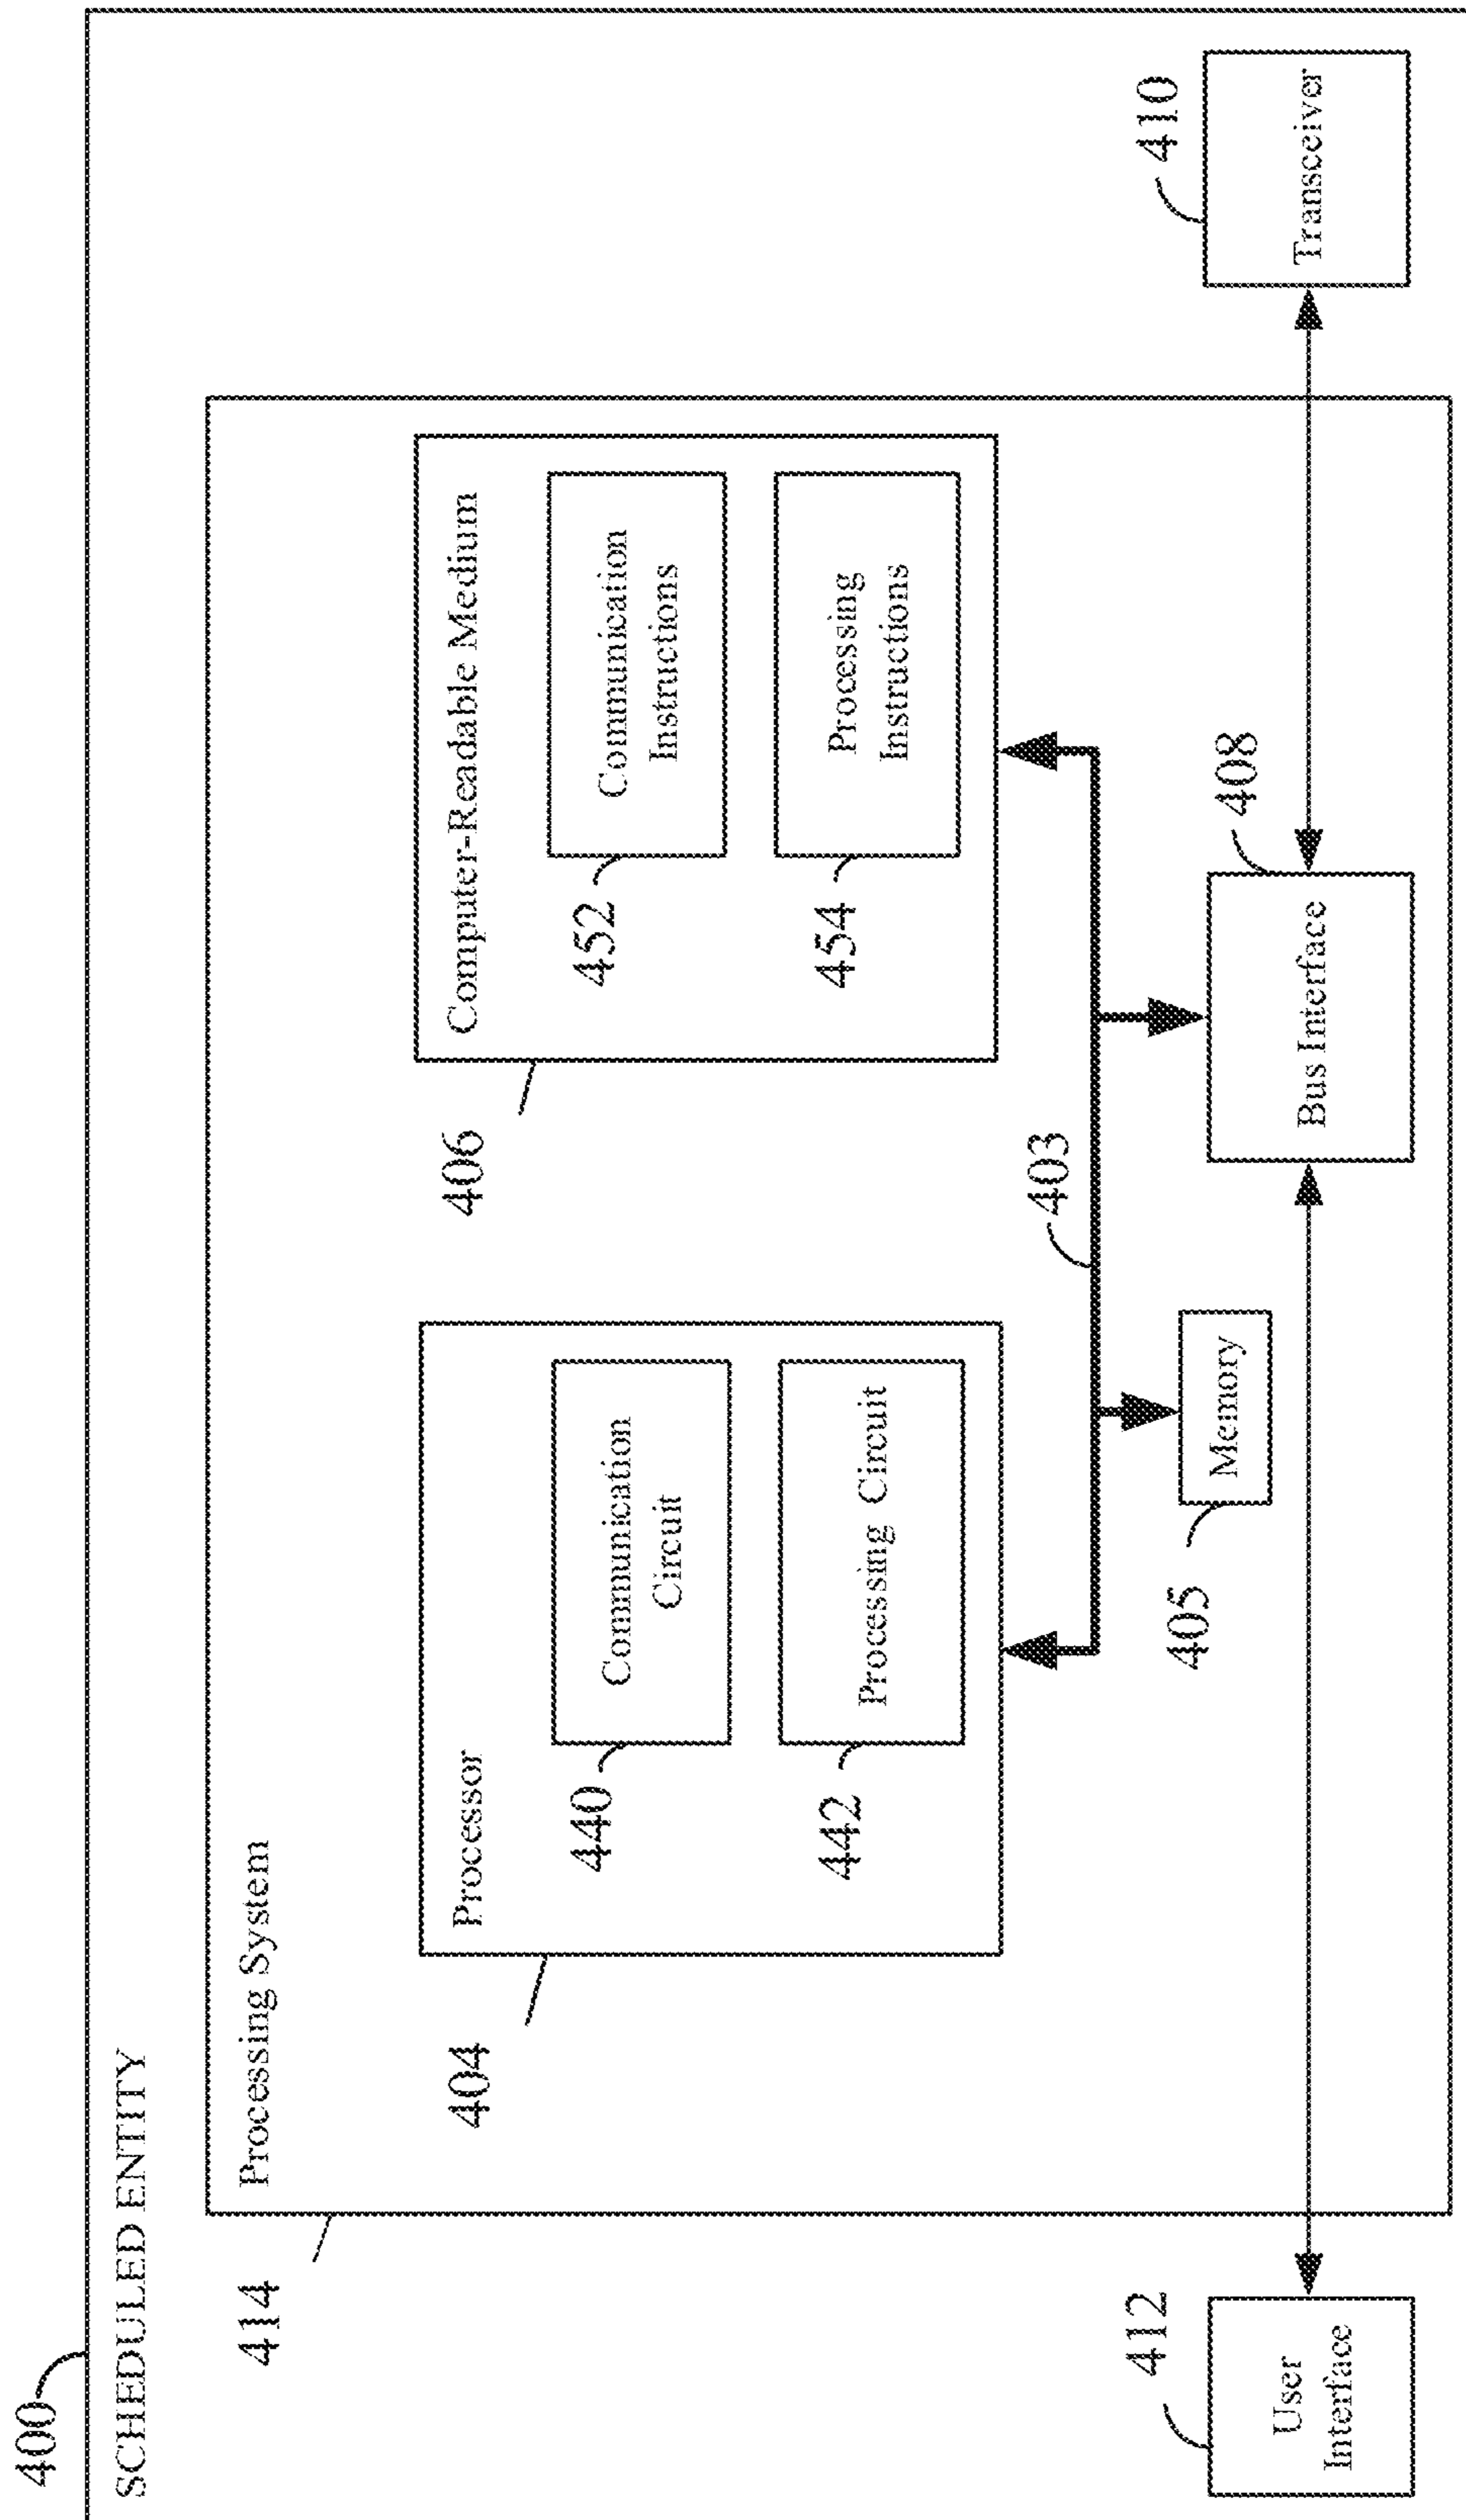 400
SCHEDULED ENTITY
414
Processing System
404
Processor
440
Communication
Circuit
442
Processing Circuit
406
Computer-Readable Medium
452
Communication
Instructions
454
Processing
Instructions
403
405
Memory
408
Bus Interface
412
User
Interface
410
Transceiver